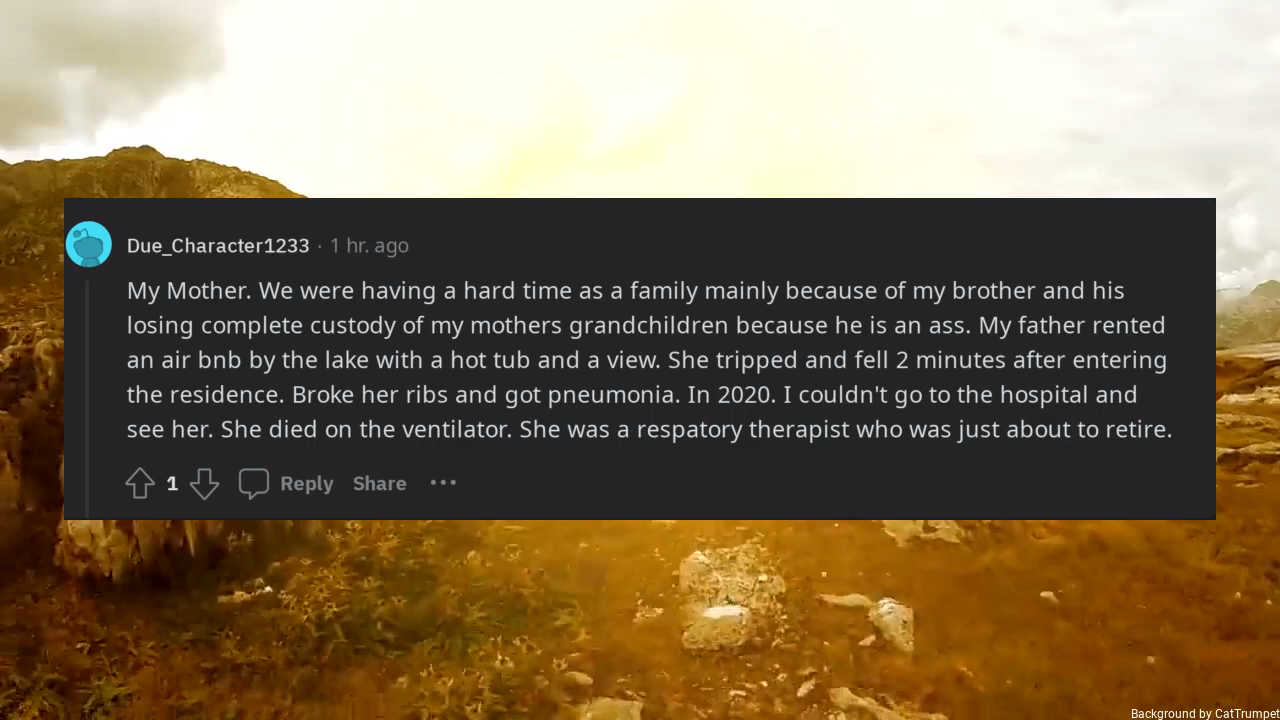 Due_Character1233 · 1 hr. ago
My Mother. We were having a hard time as a family mainly because of my brother and his
losing complete custody of my mothers grandchildren because he is an ass. My father rented
an air bnb by the lake with a hot tub and a view. She tripped and fell 2 minutes after entering
the residence. Broke her ribs and got pneumonia. In 2020. I couldn't go to the hospital and
see her. She died on the ventilator. She was a respatory therapist who was just about to retire.
1 Reply Share •••
Background by CatTrumpet